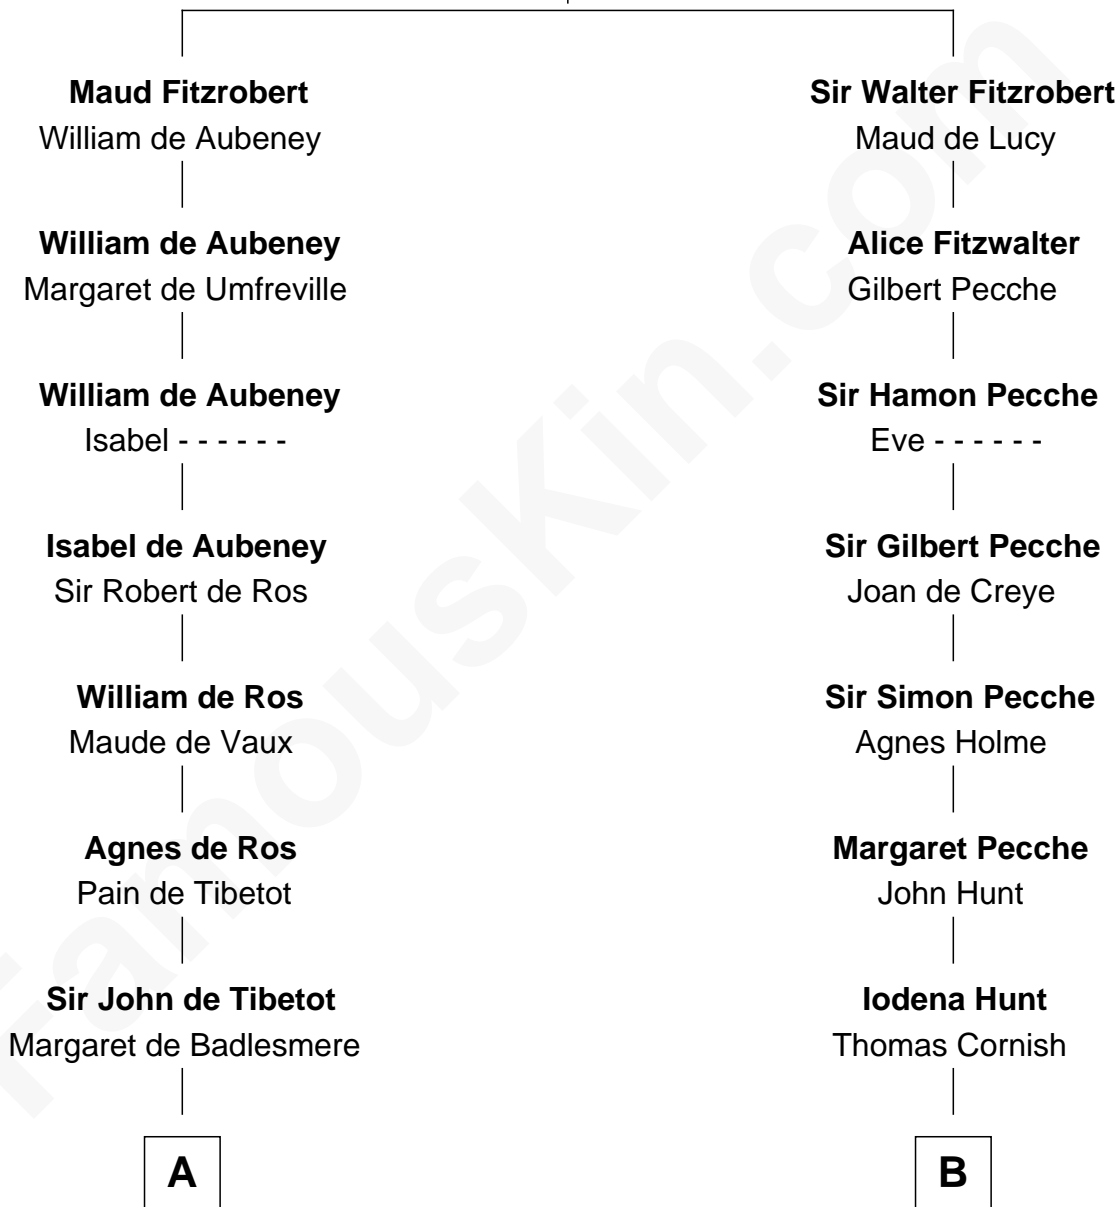 Maud Fitzrobert
William de Aubeney
William de Aubeney
Margaret de Umfreville
William de Aubeney
Isabel - - - - - -
Isabel de Aubeney
Sir Robert de Ros
William de Ros
Maude de Vaux
Agnes de Ros
Pain de Tibetot
Sir John de Tibetot
Margaret de Badlesmere
A
Sir Walter Fitzrobert
Maud de Lucy
Alice Fitzwalter
Gilbert Pecche
Sir Hamon Pecche
Eve - - - - - -
Sir Gilbert Pecche
Joan de Creye
Sir Simon Pecche
Agnes Holme
Margaret Pecche
John Hunt
Iodena Hunt
Thomas Cornish
B
FamousKin.com